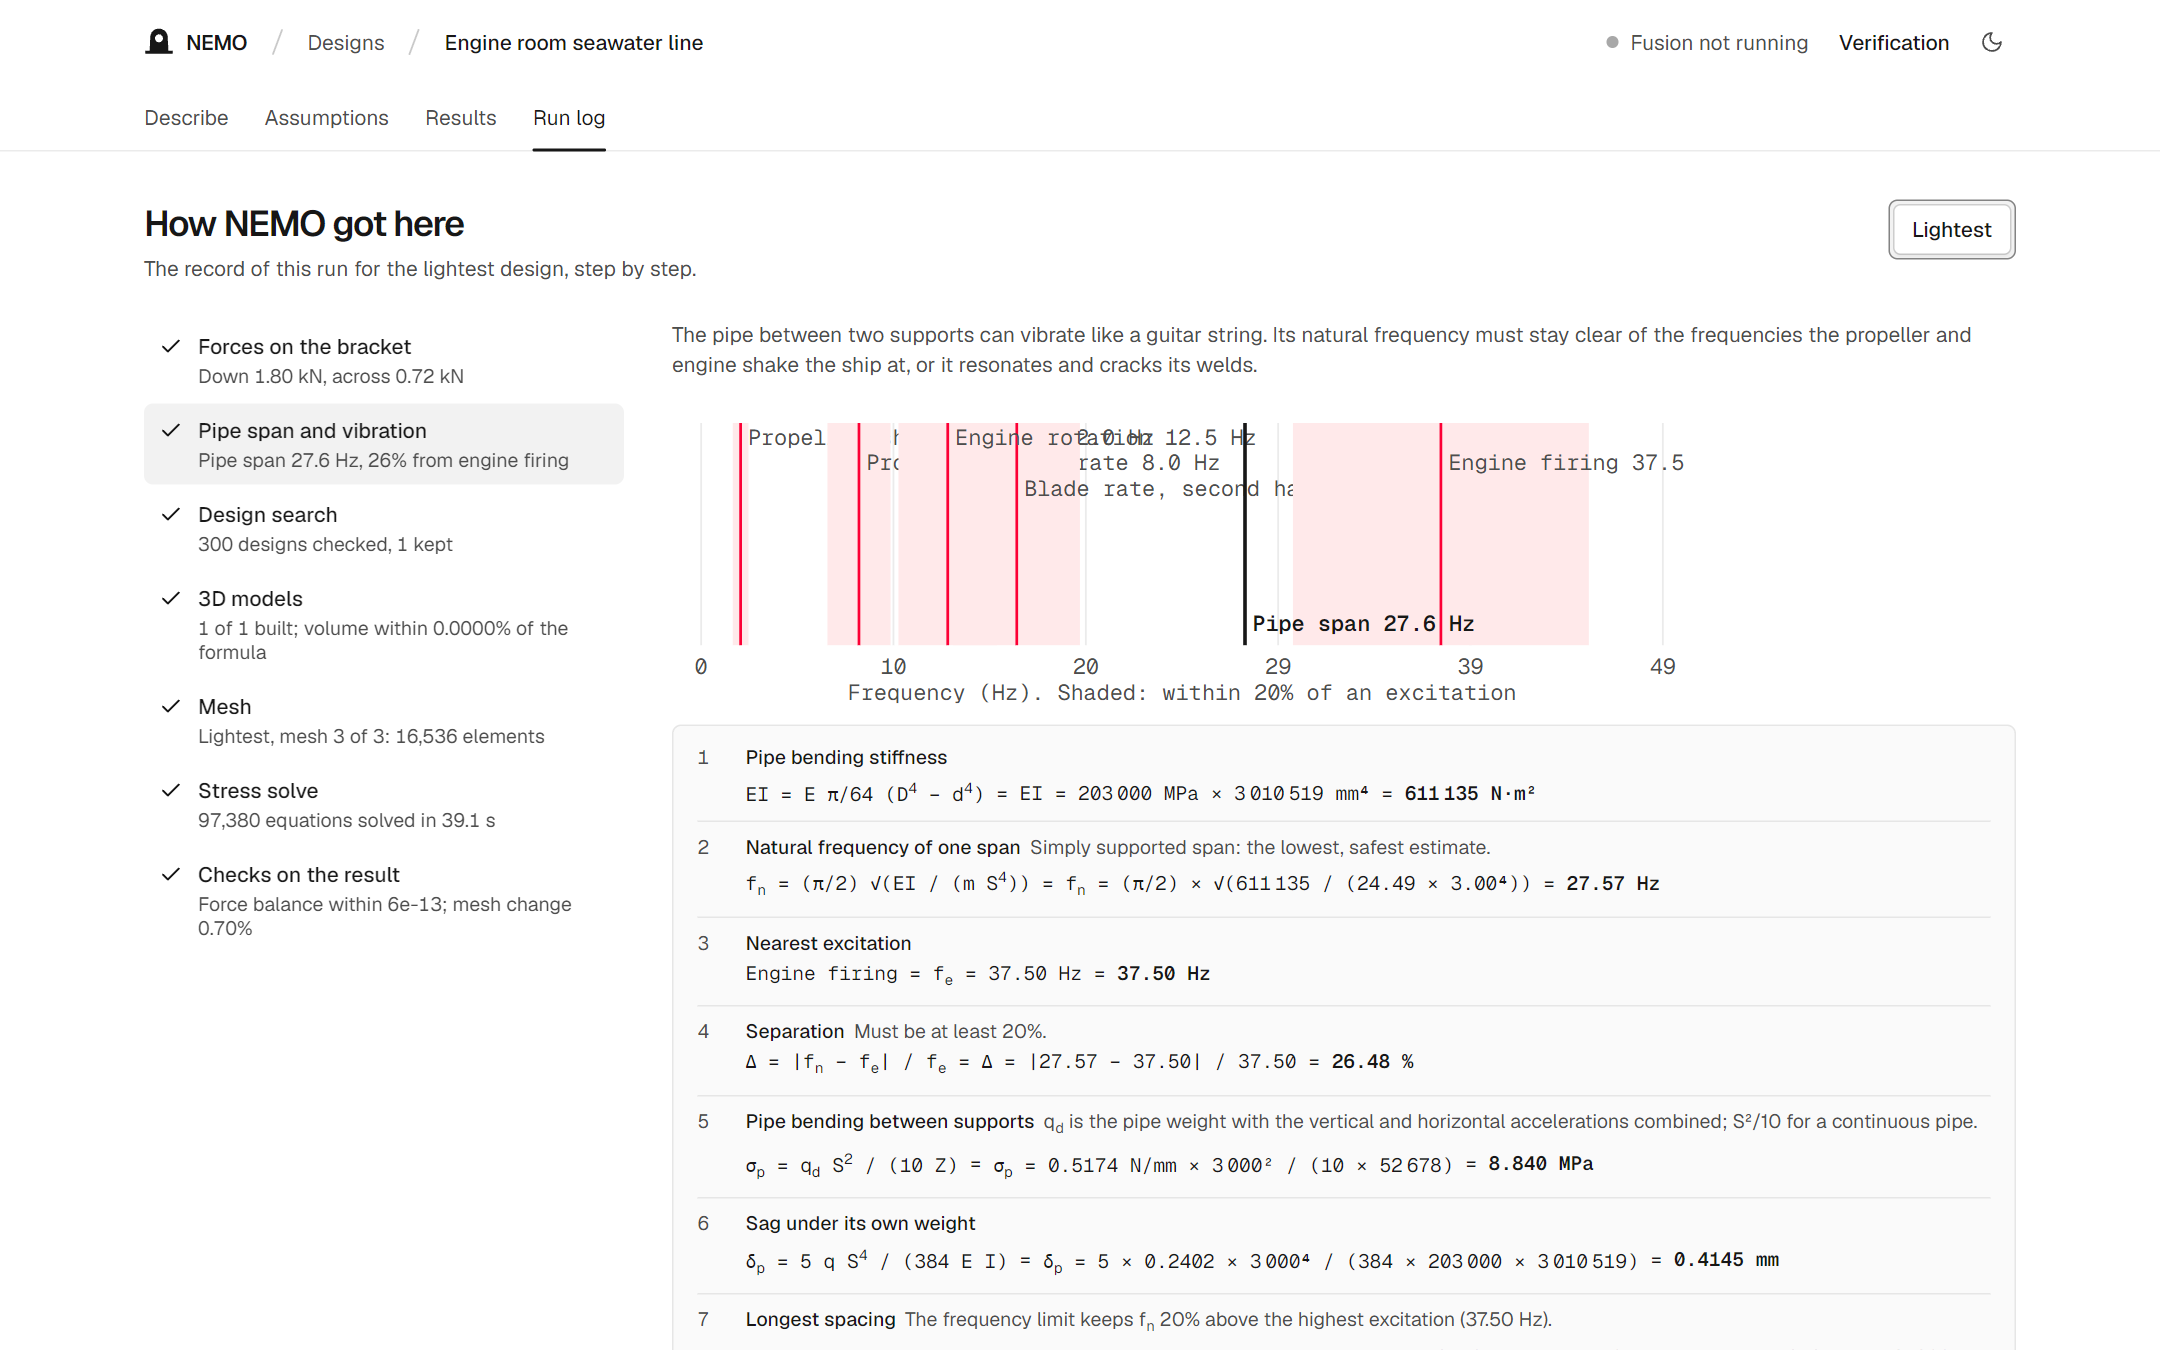 NEMO / Designs / Engine room seawater line
Fusion not running
Verification
Describe
Assumptions
Results
Run log
How NEMO got here
The record of this run for the lightest design, step by step.
Lightest
Forces on the bracket
Down 1.80 kN, across 0.72 kN
Pipe span and vibration
Pipe span 27.6 Hz, 26% from engine firing
Design search
300 designs checked, 1 kept
3D models
1 of 1 built; volume within 0.0000% of the
formula
Mesh
Lightest, mesh 3 of 3: 16,536 elements
Stress solve
97,380 equations solved in 39.1 s
Checks on the result
Force balance within 6e-13; mesh change
0.70%
The pipe between two supports can vibrate like a guitar string. Its natural frequency must stay clear of the frequencies the propeller and
engine shake the ship at, or it resonates and cracks its welds.
Engine rotation 12.5 Hz
rate 8.0 Hz
Engine firing 37.5
Blade rate, second
Pipe span 27.6 Hz
0 10 20 29 39 49
Frequency (Hz). Shaded: within 20% of an excitation
1 Pipe bending stiffness
EI = E π/64 (D⁴ − d⁴) = EI = 203 000 MPa × 3 010 519 mm⁴ = 611 135 N·m²
2 Natural frequency of one span Simply supported span: the lowest, safest estimate.
fₙ = (π/2) √(EI / (m S⁴)) = fₙ = (π/2) × √(611 135 / (24.49 × 3.00⁴)) = 27.57 Hz
3 Nearest excitation
Engine firing = fₑ = 37.50 Hz = 37.50 Hz
4 Separation Must be at least 20%.
Δ = |fₙ − fₑ| / fₑ = Δ = |27.57 − 37.50| / 37.50 = 26.48 %
5 Pipe bending between supports q_d is the pipe weight with the vertical and horizontal accelerations combined; S²/10 for a continuous pipe.
σₚ = q_d S² / (10 Z) = σₚ = 0.5174 N/mm × 3 000² / (10 × 52 678) = 8.840 MPa
6 Sag under its own weight
δₚ = 5 q S⁴ / (384 E I) = δₚ = 5 × 0.2402 × 3 000⁴ / (384 × 203 000 × 3 010 519) = 0.4145 mm
7 Longest spacing The frequency limit keeps fₙ 20% above the highest excitation (37.50 Hz).